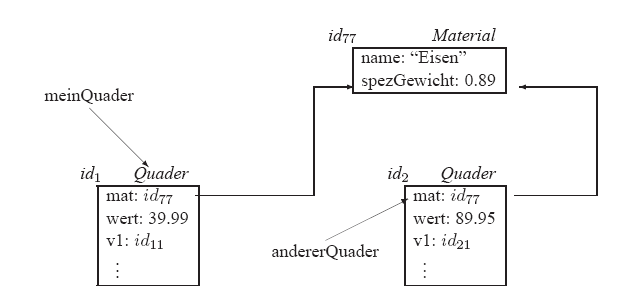 id77 Material
name: “Eisen”
spezGewicht: 0.89
meinQuader
id1 Quader
mat: id77
wert: 39.99
v1: id11
⋮
id2 Quader
mat: id77
wert: 89.95
v1: id21
⋮
andererQuader